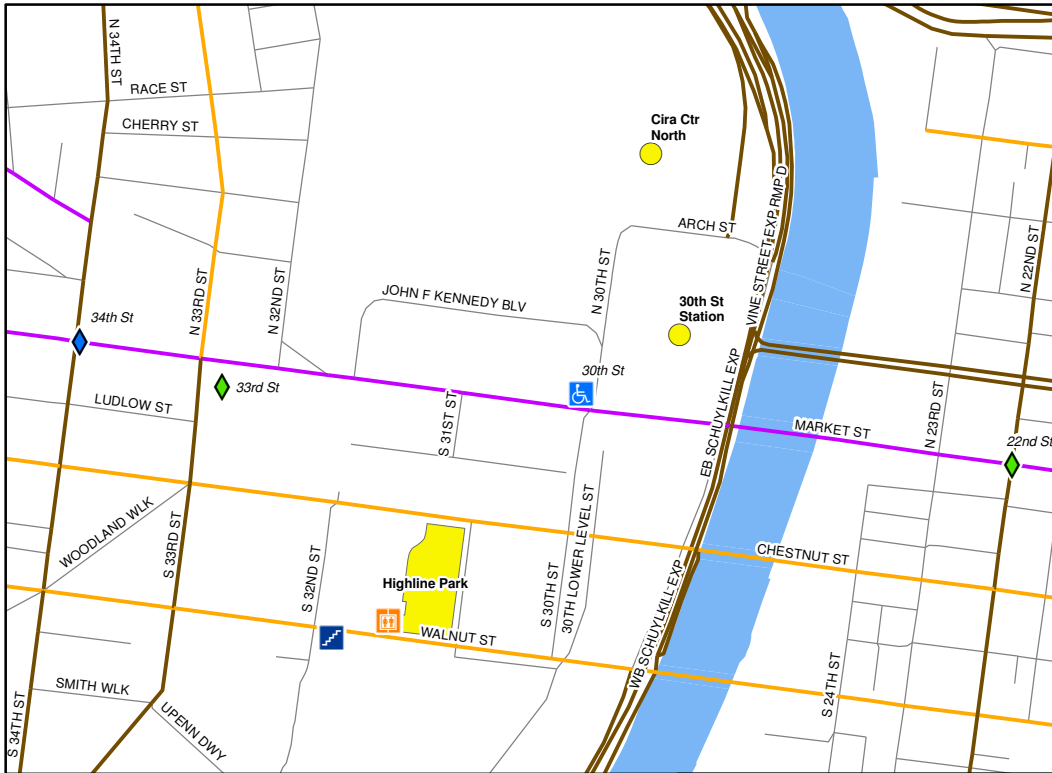 N 34TH ST
RACE ST
CHERRY ST
Cira Ctr
North
ARCH ST
VINE STREET EXP RMP D
N 22ND ST
N 33RD ST
N 32ND ST
N 30TH ST
JOHN F KENNEDY BLV
30th St
Station
34th St
33rd St
30th St
LUDLOW ST
S 31ST ST
EB SCHUYLKILL EXP
MARKET ST
N 23RD ST
22nd St
WOODLAND WLK
S 33RD ST
S 32ND ST
Highline Park
WALNUT ST
S 30TH ST
30TH LOWER LEVEL ST
CHESTNUT ST
WB SCHUYLKILL EXP
S 24TH ST
SMITH WLK
UPENN DWY
S 34TH ST